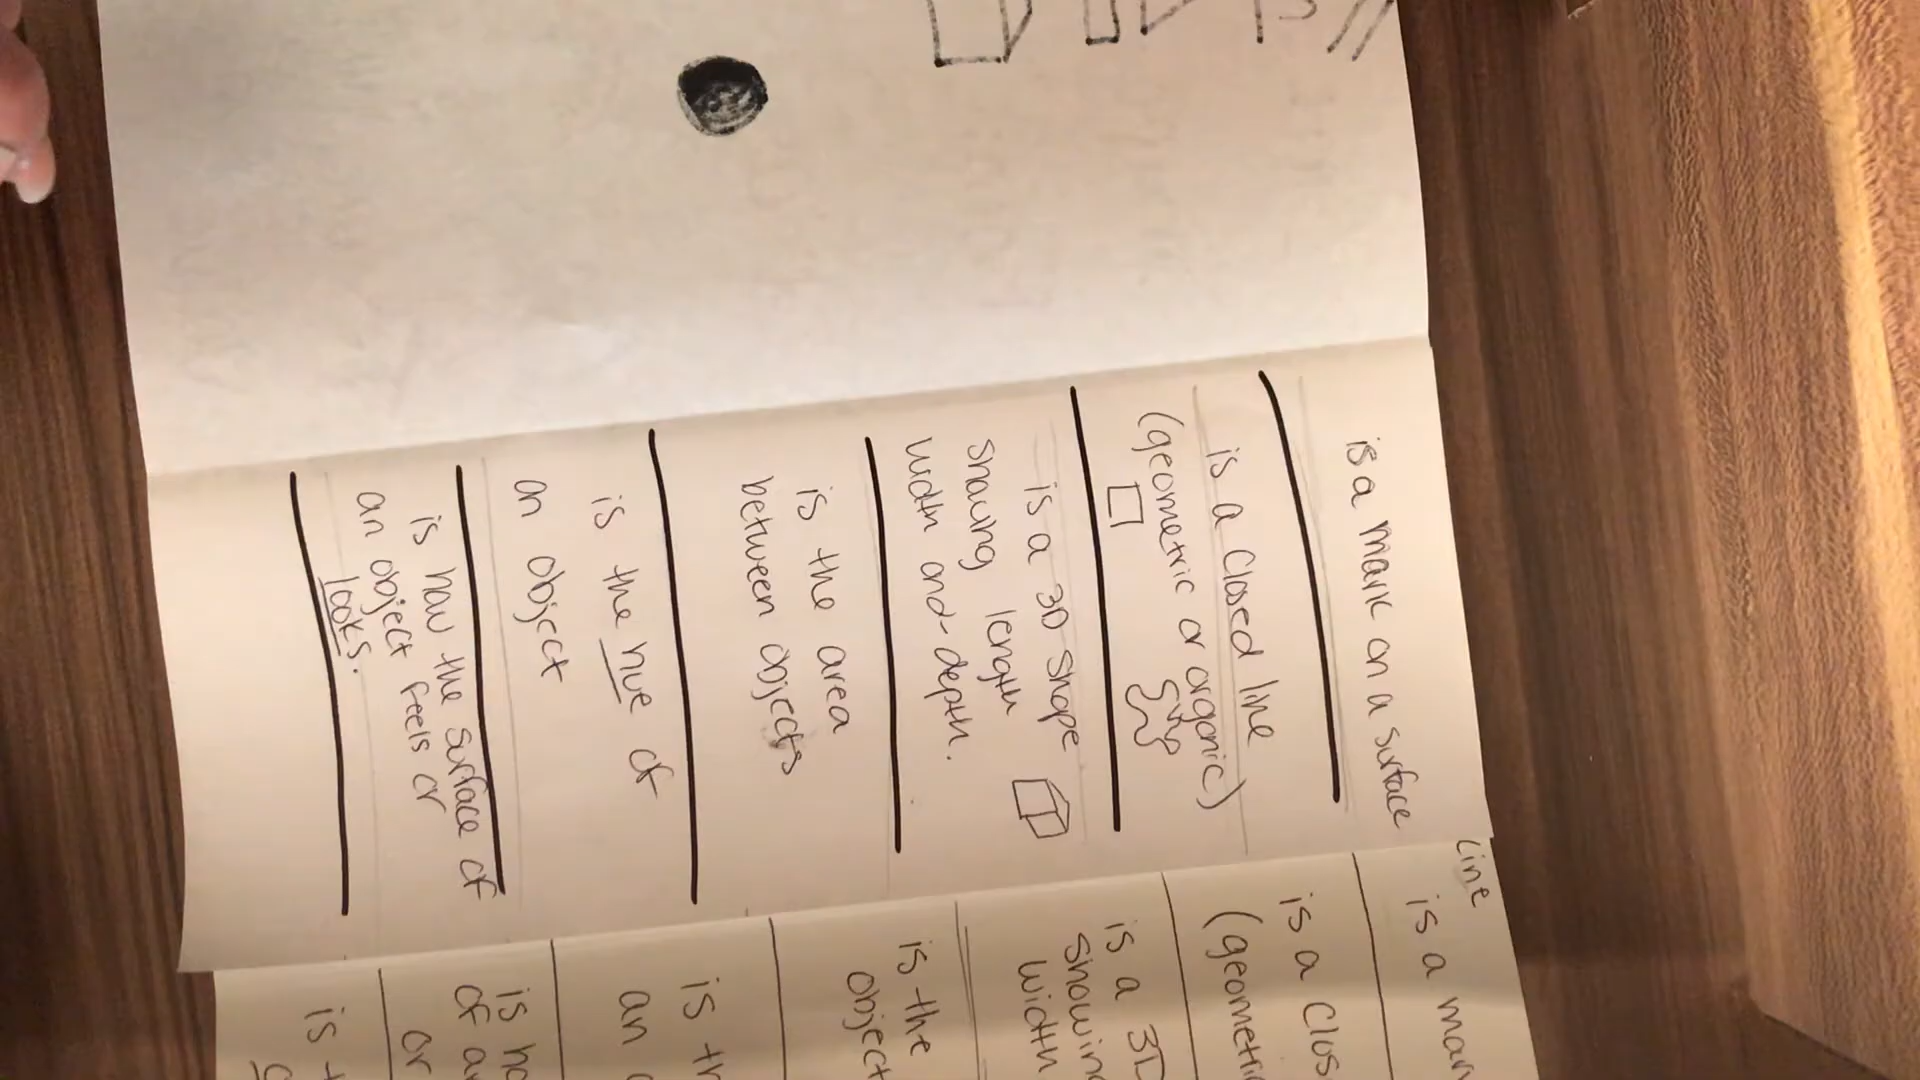 is a mark on a surface
is a closed line
(geometric or organic)
is a 3D shape
showing length
width and depth.
is the area
between objects
is the hue of
an object
is how the surface of
an object feels or
looks.
Line
is a mar
is a Clos
(geometri
is a 3D
showing
width
is the
object
is th
an
is ho
of a
or
is t